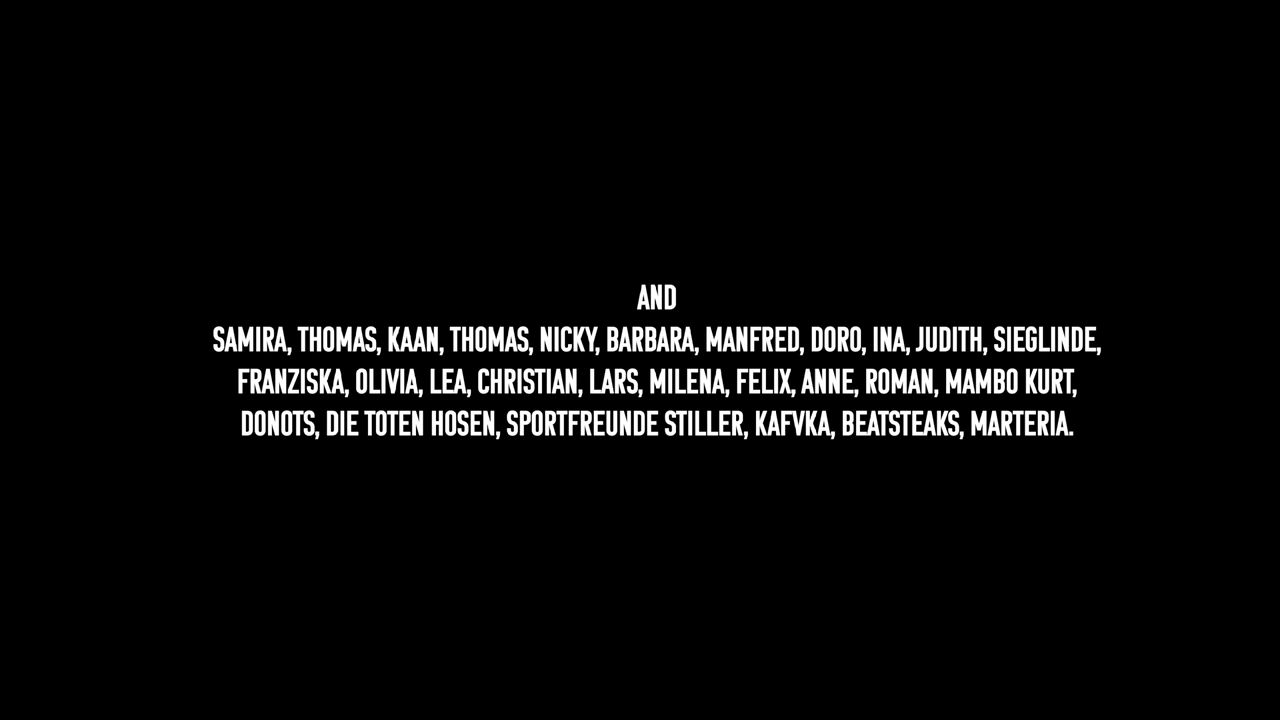 AND
SAMIRA, THOMAS, KAAN, THOMAS, NICKY, BARBARA, MANFRED, DORO, INA, JUDITH, SIEGLINDE,
FRANZISKA, OLIVIA, LEA, CHRISTIAN, LARS, MILENA, FELIX, ANNE, ROMAN, MAMBO KURT,
DONOTS, DIE TOTEN HOSEN, SPORTFREUNDE STILLER, KAFVKA, BEATSTEAKS, MARTERIA.